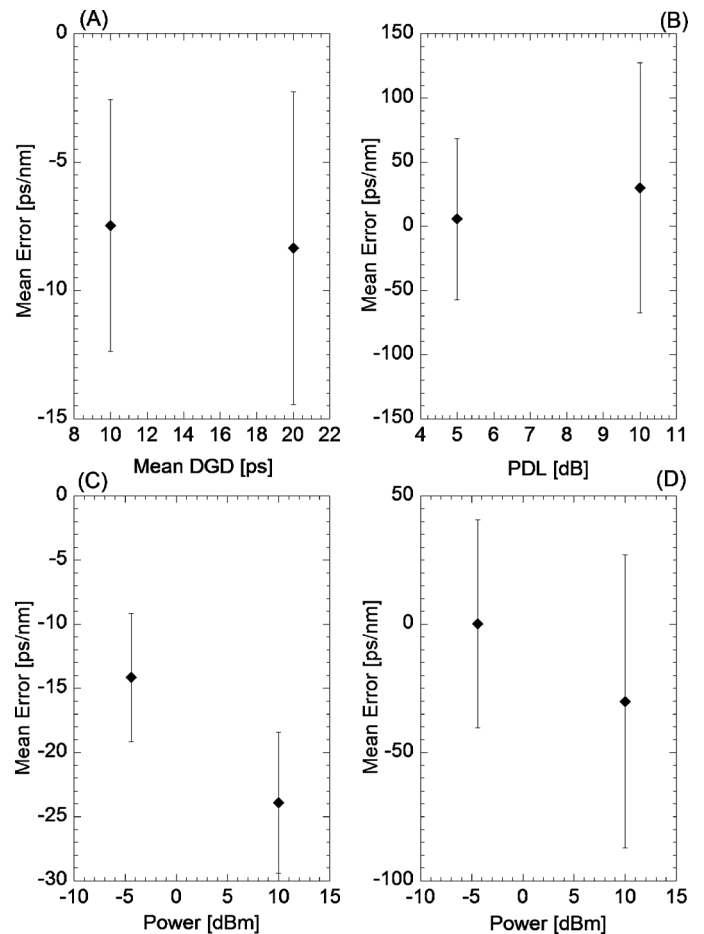 (A)
0
-5
-10
-15
Mean Error [ps/nm]
8 10 12 14 16 18 20 22
Mean DGD [ps]
(B)
150
100
50
0
-50
-100
-150
Mean Error [ps/nm]
4 5 6 7 8 9 10 11
PDL [dB]
(C)
0
-5
-10
-15
-20
-25
-30
Mean Error [ps/nm]
-10 -5 0 5 10 15
Power [dBm]
(D)
50
0
-50
-100
Mean Error [ps/nm]
-10 -5 0 5 10 15
Power [dBm]